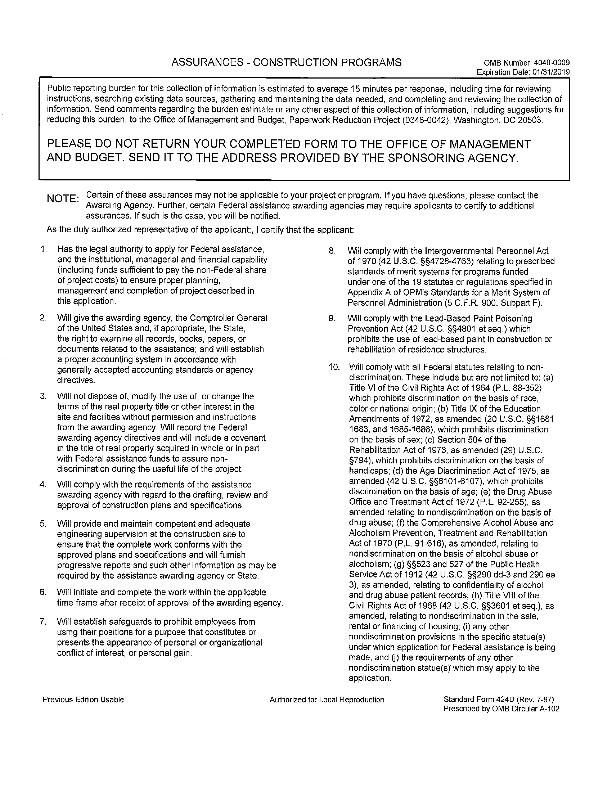 ASSURANCES - CONSTRUCTION PROGRAMS
OMB Number: 4040-0009
Expiration Date: 01/31/2019
Public reporting burden for this collection of information is estimated to average 15 minutes per response, including time for reviewing
instructions, searching existing data sources, gathering and maintaining the data needed, and completing and reviewing the collection of
information. Send comments regarding the burden estimate or any other aspect of this collection of information, including suggestions for
reducing this burden, to the Office of Management and Budget, Paperwork Reduction Project (0348-0042), Washington, DC 20503.
PLEASE DO NOT RETURN YOUR COMPLETED FORM TO THE OFFICE OF MANAGEMENT
AND BUDGET. SEND IT TO THE ADDRESS PROVIDED BY THE SPONSORING AGENCY.
NOTE: Certain of these assurances may not be applicable to your project or program. If you have questions, please contact the
Awarding Agency. Further, certain Federal assistance awarding agencies may require applicants to certify to additional
assurances. If such is the case, you will be notified.
As the duly authorized representative of the applicant:, I certify that the applicant:
1. Has the legal authority to apply for Federal assistance,
and the institutional, managerial and financial capability
(including funds sufficient to pay the non-Federal share
of project costs) to ensure proper planning,
management and completion of project described in
this application.
2. Will give the awarding agency, the Comptroller General
of the United States and, if appropriate, the State,
the right to examine all records, books, papers, or
documents related to the assistance; and will establish
a proper accounting system in accordance with
generally accepted accounting standards or agency
directives.
3. Will not dispose of, modify the use of, or change the
terms of the real property title or other interest in the
site and facilities without permission and instructions
from the awarding agency. Will record the Federal
awarding agency directives and will include a covenant
in the title of real property acquired in whole or in part
with Federal assistance funds to assure non-
discrimination during the useful life of the project.
4. Will comply with the requirements of the assistance
awarding agency with regard to the drafting, review and
approval of construction plans and specifications.
5. Will provide and maintain competent and adequate
engineering supervision at the construction site to
ensure that the complete work conforms with the
approved plans and specifications and will furnish
progressive reports and such other information as may be
required by the assistance awarding agency or State.
6. Will initiate and complete the work within the applicable
time frame after receipt of approval of the awarding agency.
7. Will establish safeguards to prohibit employees from
using their positions for a purpose that constitutes or
presents the appearance of personal or organizational
conflict of interest, or personal gain.
8. Will comply with the Intergovernmental Personnel Act
of 1970 (42 U.S.C. §§4728-4763) relating to prescribed
standards of merit systems for programs funded
under one of the 19 statutes or regulations specified in
Appendix A of OPM's Standards for a Merit System of
Personnel Administration (5 C.F.R. 900, Subpart F).
9. Will comply with the Lead-Based Paint Poisoning
Prevention Act (42 U.S.C. §§4801 et seq.) which
prohibits the use of lead-based paint in construction or
rehabilitation of residence structures.
10. Will comply with all Federal statutes relating to non-
discrimination. These include but are not limited to: (a)
Title VI of the Civil Rights Act of 1964 (P.L. 88-352)
which prohibits discrimination on the basis of race,
color or national origin; (b) Title IX of the Education
Amendments of 1972, as amended (20 U.S.C. §§1681
1683, and 1685-1686), which prohibits discrimination
on the basis of sex; (c) Section 504 of the
Rehabilitation Act of 1973, as amended (29) U.S.C.
§794), which prohibits discrimination on the basis of
handicaps; (d) the Age Discrimination Act of 1975, as
amended (42 U.S.C. §§6101-6107), which prohibits
discrimination on the basis of age; (e) the Drug Abuse
Office and Treatment Act of 1972 (P.L. 92-255), as
amended relating to nondiscrimination on the basis of
drug abuse; (f) the Comprehensive Alcohol Abuse and
Alcoholism Prevention, Treatment and Rehabilitation
Act of 1970 (P.L. 91-616), as amended, relating to
nondiscrimination on the basis of alcohol abuse or
alcoholism; (g) §§523 and 527 of the Public Health
Service Act of 1912 (42 U.S.C. §§290 dd-3 and 290 ee
3), as amended, relating to confidentiality of alcohol
and drug abuse patient records; (h) Title VIII of the
Civil Rights Act of 1968 (42 U.S.C. §§3601 et seq.), as
amended, relating to nondiscrimination in the sale,
rental or financing of housing; (i) any other
nondiscrimination provisions in the specific statue(s)
under which application for Federal assistance is being
made; and (j) the requirements of any other
nondiscrimination statue(s) which may apply to the
application.
Previous Edition Usable
Authorized for Local Reproduction
Standard Form 424D (Rev. 7-97)
Prescribed by OMB Circular A-102